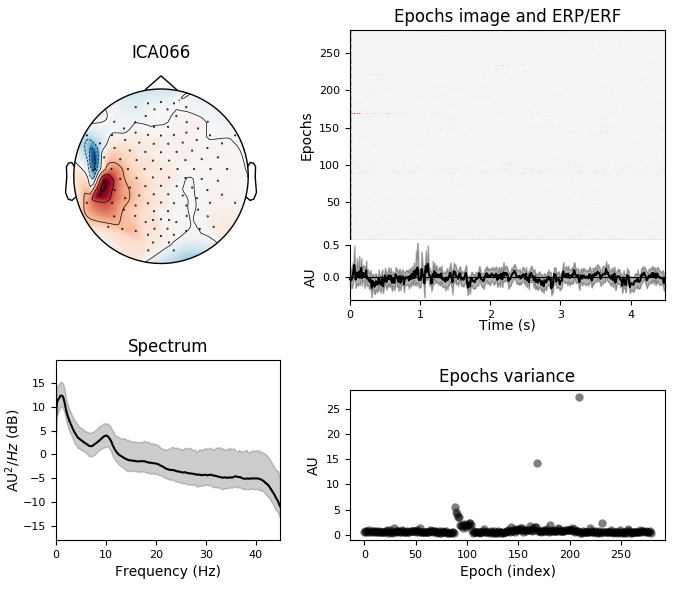 ICA066
Epochs image and ERP/ERF
Epochs
250
200
150
100
50
0.5
0.0
AU
0 1 2 3 4
Time (s)
Spectrum
AU²/Hz (dB)
15
10
5
0
−5
−10
−15
0 10 20 30 40
Frequency (Hz)
Epochs variance
AU
25
20
15
10
5
0
0 50 100 150 200 250
Epoch (index)